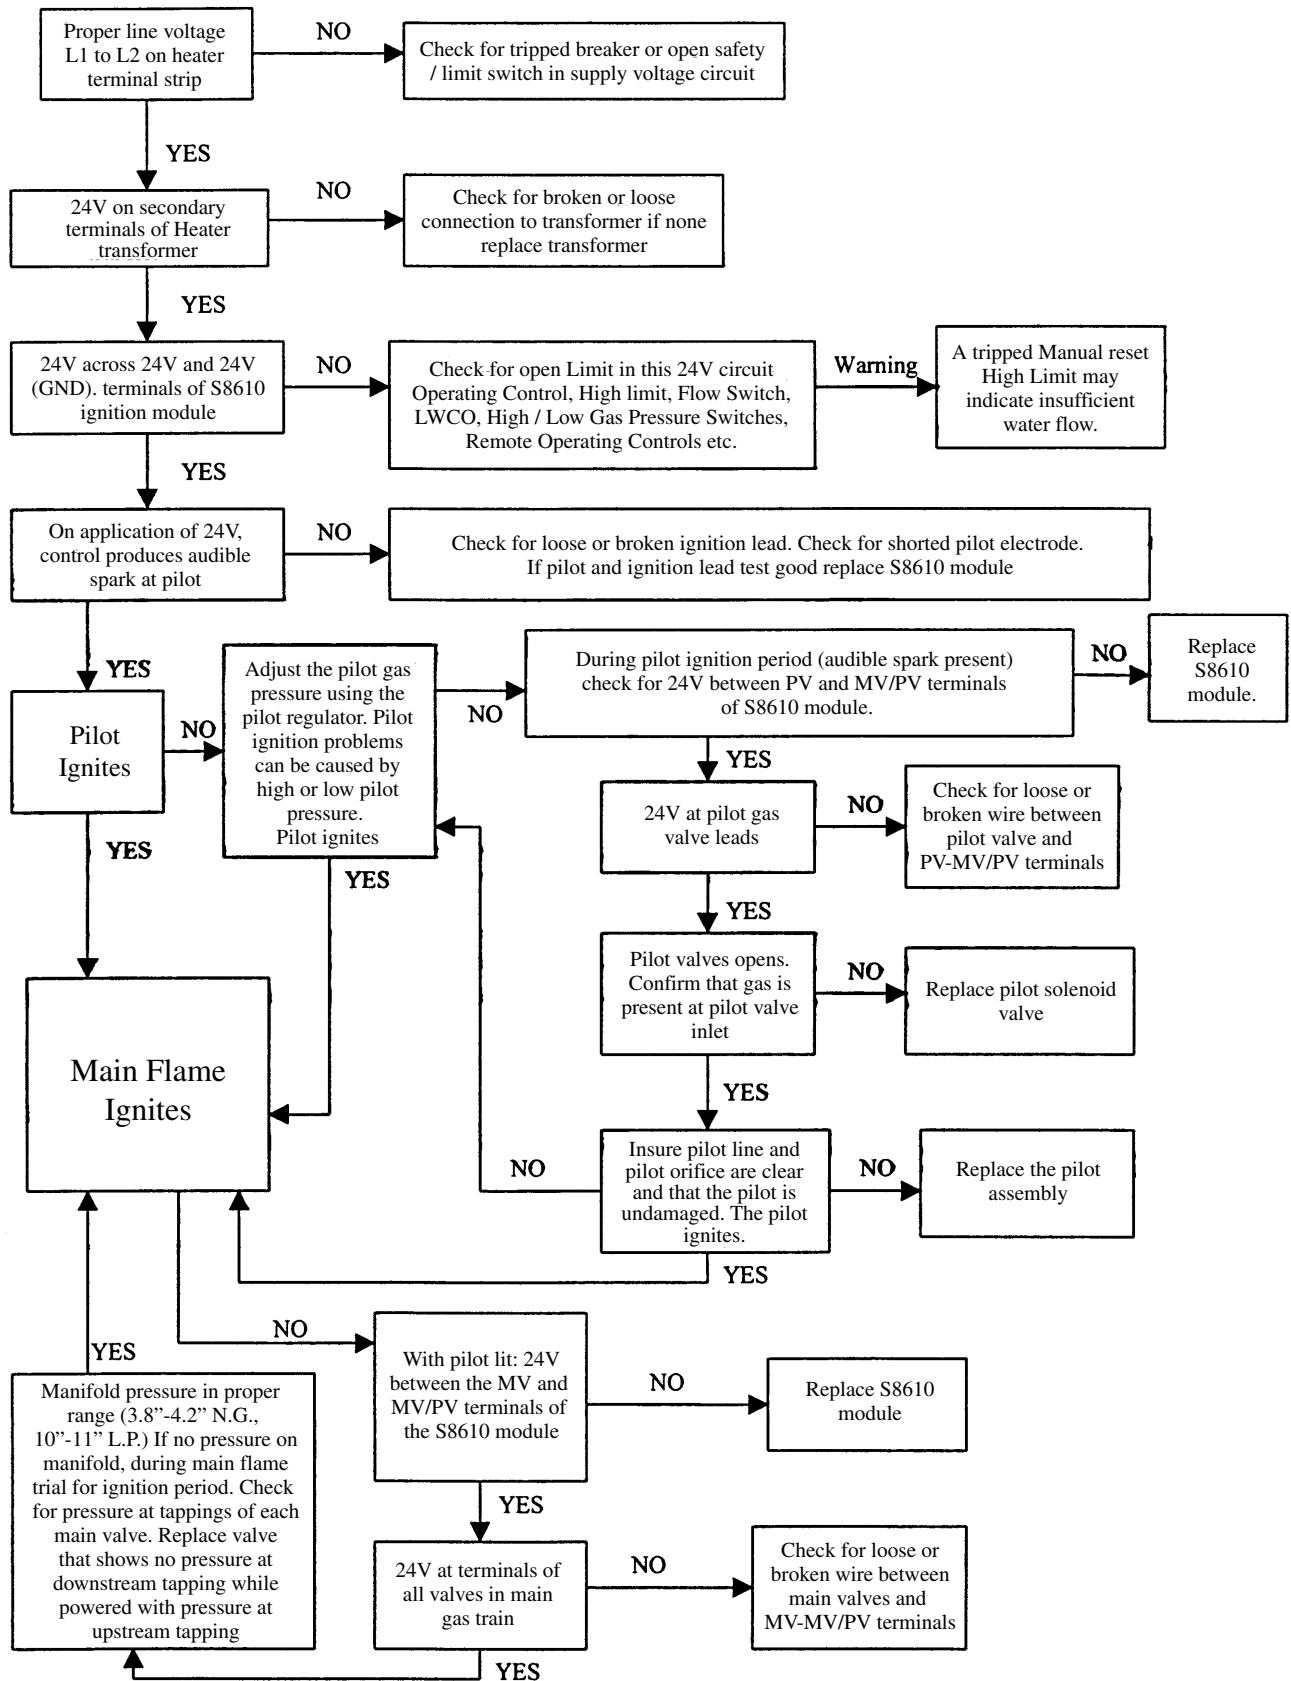 Proper line voltage
L1 to L2 on heater
terminal strip
NO
Check for tripped breaker or open safety
/ limit switch in supply voltage circuit
YES
24V on secondary
terminals of Heater
transformer
NO
Check for broken or loose
connection to transformer if none
replace transformer
YES
24V across 24V and 24V
(GND). terminals of S8610
ignition module
NO
Check for open Limit in this 24V circuit
Operating Control, High limit, Flow Switch,
LWCO, High / Low Gas Pressure Switches,
Remote Operating Controls etc.
Warning
A tripped Manual reset
High Limit may
indicate insufficient
water flow.
YES
On application of 24V,
control produces audible
spark at pilot
NO
Check for loose or broken ignition lead. Check for shorted pilot electrode.
If pilot and ignition lead test good replace S8610 module
YES
Pilot
Ignites
NO
Adjust the pilot gas
pressure using the
pilot regulator. Pilot
ignition problems
can be caused by
high or low pilot
pressure.
Pilot ignites
NO
During pilot ignition period (audible spark present)
check for 24V between PV and MV/PV terminals
of S8610 module.
NO
Replace
S8610
module.
YES
24V at pilot gas
valve leads
NO
Check for loose or
broken wire between
pilot valve and
PV-MV/PV terminals
YES
YES
YES
Pilot valves opens.
Confirm that gas is
present at pilot valve
inlet
NO
Replace pilot solenoid
valve
YES
Main Flame
Ignites
Insure pilot line and
pilot orifice are clear
and that the pilot is
undamaged. The pilot
ignites.
NO
NO
Replace the pilot
assembly
YES
NO
With pilot lit: 24V
between the MV and
MV/PV terminals of
the S8610 module
NO
Replace S8610
module
YES
24V at terminals of
all valves in main
gas train
NO
Check for loose or
broken wire between
main valves and
MV-MV/PV terminals
YES
YES
Manifold pressure in proper
range (3.8”-4.2” N.G.,
10”-11” L.P.) If no pressure on
manifold, during main flame
trial for ignition period. Check
for pressure at tappings of each
main valve. Replace valve
that shows no pressure at
downstream tapping while
powered with pressure at
upstream tapping